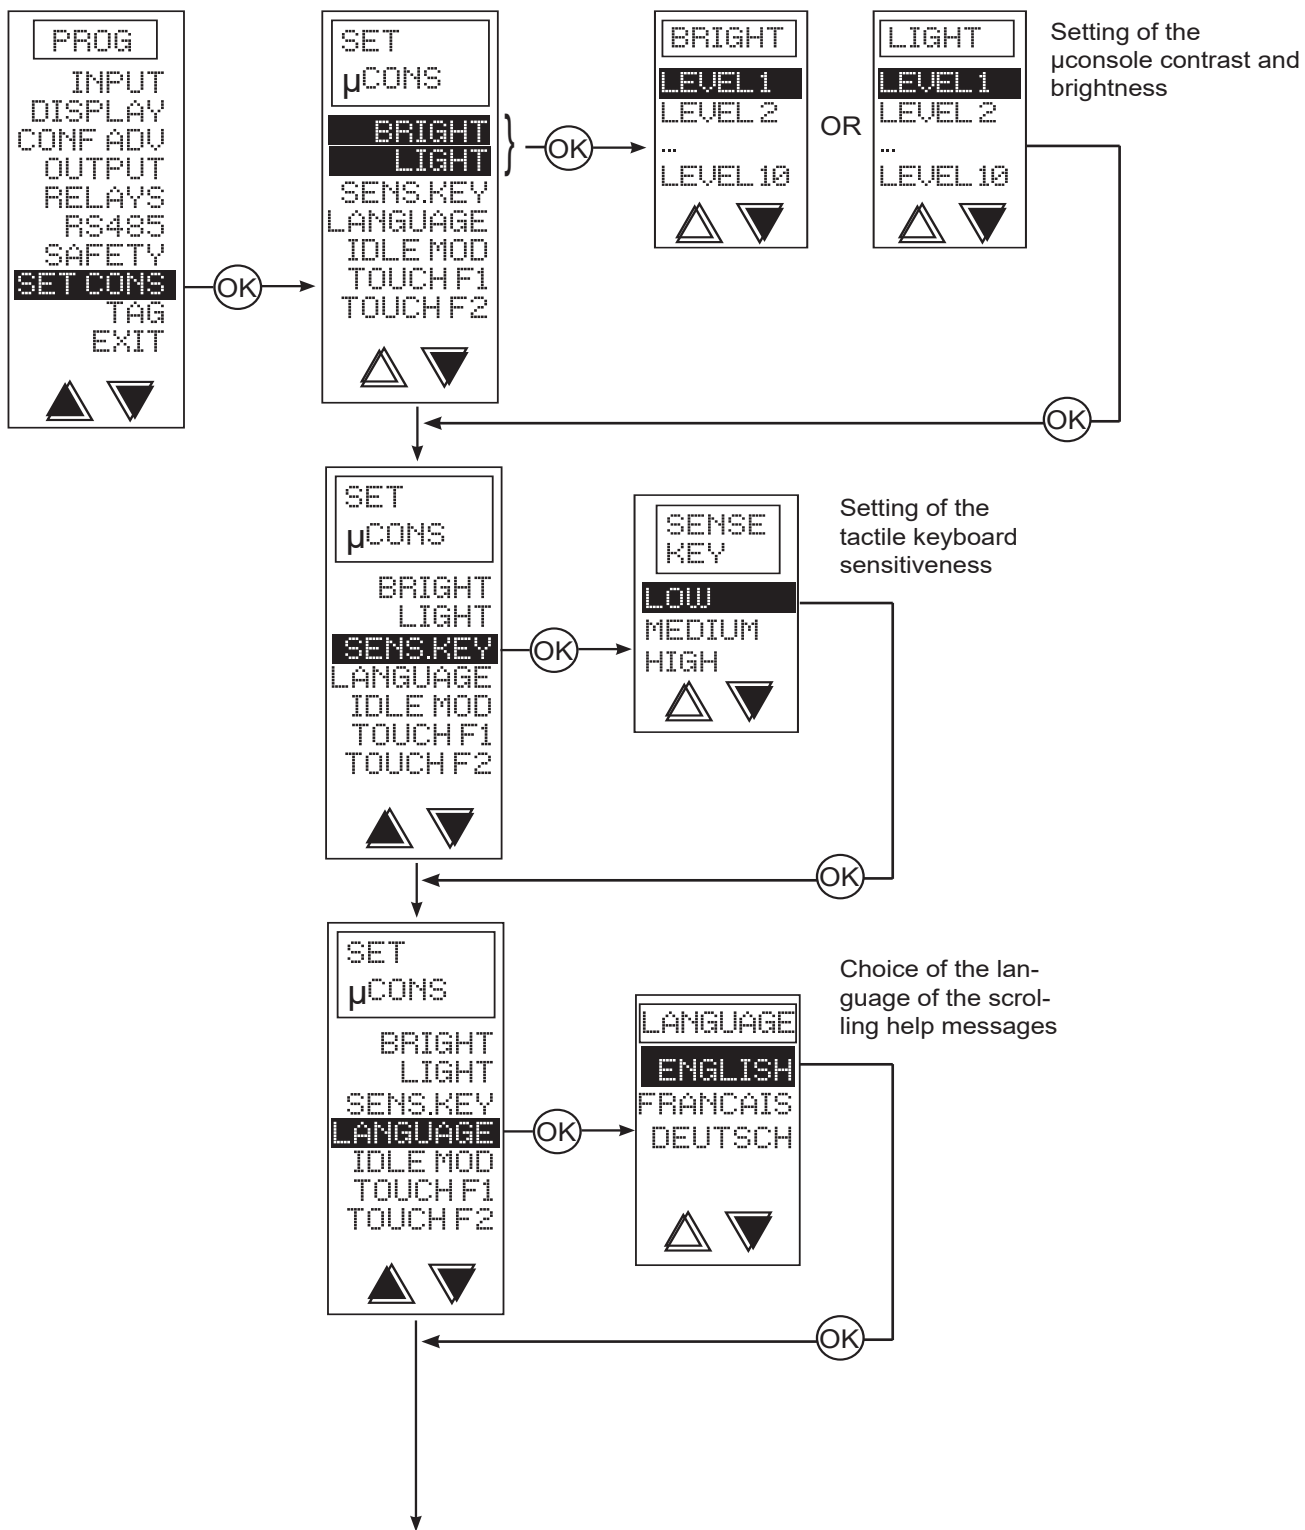 PROG
INPUT
DISPLAY
CONF ADV
OUTPUT
RELAYS
RS485
SAFETY
SET CONS
TAG
EXIT
OK
SET
µCONS
BRIGHT
LIGHT
SENS.KEY
LANGUAGE
IDLE MOD
TOUCH F1
TOUCH F2
OK
BRIGHT
LEVEL 1
LEVEL 2
...
LEVEL 10
OR
LIGHT
LEVEL 1
LEVEL 2
...
LEVEL 10
Setting of the
µconsole contrast and
brightness
OK
SET
µCONS
BRIGHT
LIGHT
SENS.KEY
LANGUAGE
IDLE MOD
TOUCH F1
TOUCH F2
OK
SENSE
KEY
LOW
MEDIUM
HIGH
Setting of the
tactile keyboard
sensitiveness
OK
SET
µCONS
BRIGHT
LIGHT
SENS.KEY
LANGUAGE
IDLE MOD
TOUCH F1
TOUCH F2
OK
LANGUAGE
ENGLISH
FRANCAIS
DEUTSCH
Choice of the lan-
guage of the scrol-
ling help messages
OK